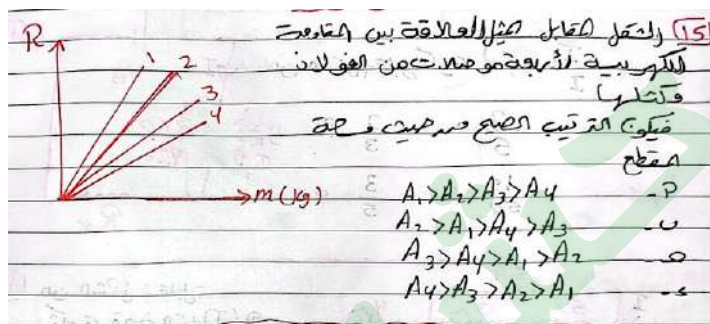 15 الشكل المقابل يمثل العلاقة بين المقاومة
الكهربية لأربعة موصلات من الفولاذ
وكتلتها
فيكون الترتيب الصحيح من حيث مساحة
المقطع
R
1
2
3
4
m (kg)
A₁>A₂>A₃>A₄ -أ
A₂>A₁>A₄>A₃ -ب
A₃>A₄>A₁>A₂ -ج
A₄>A₃>A₂>A₁ -د